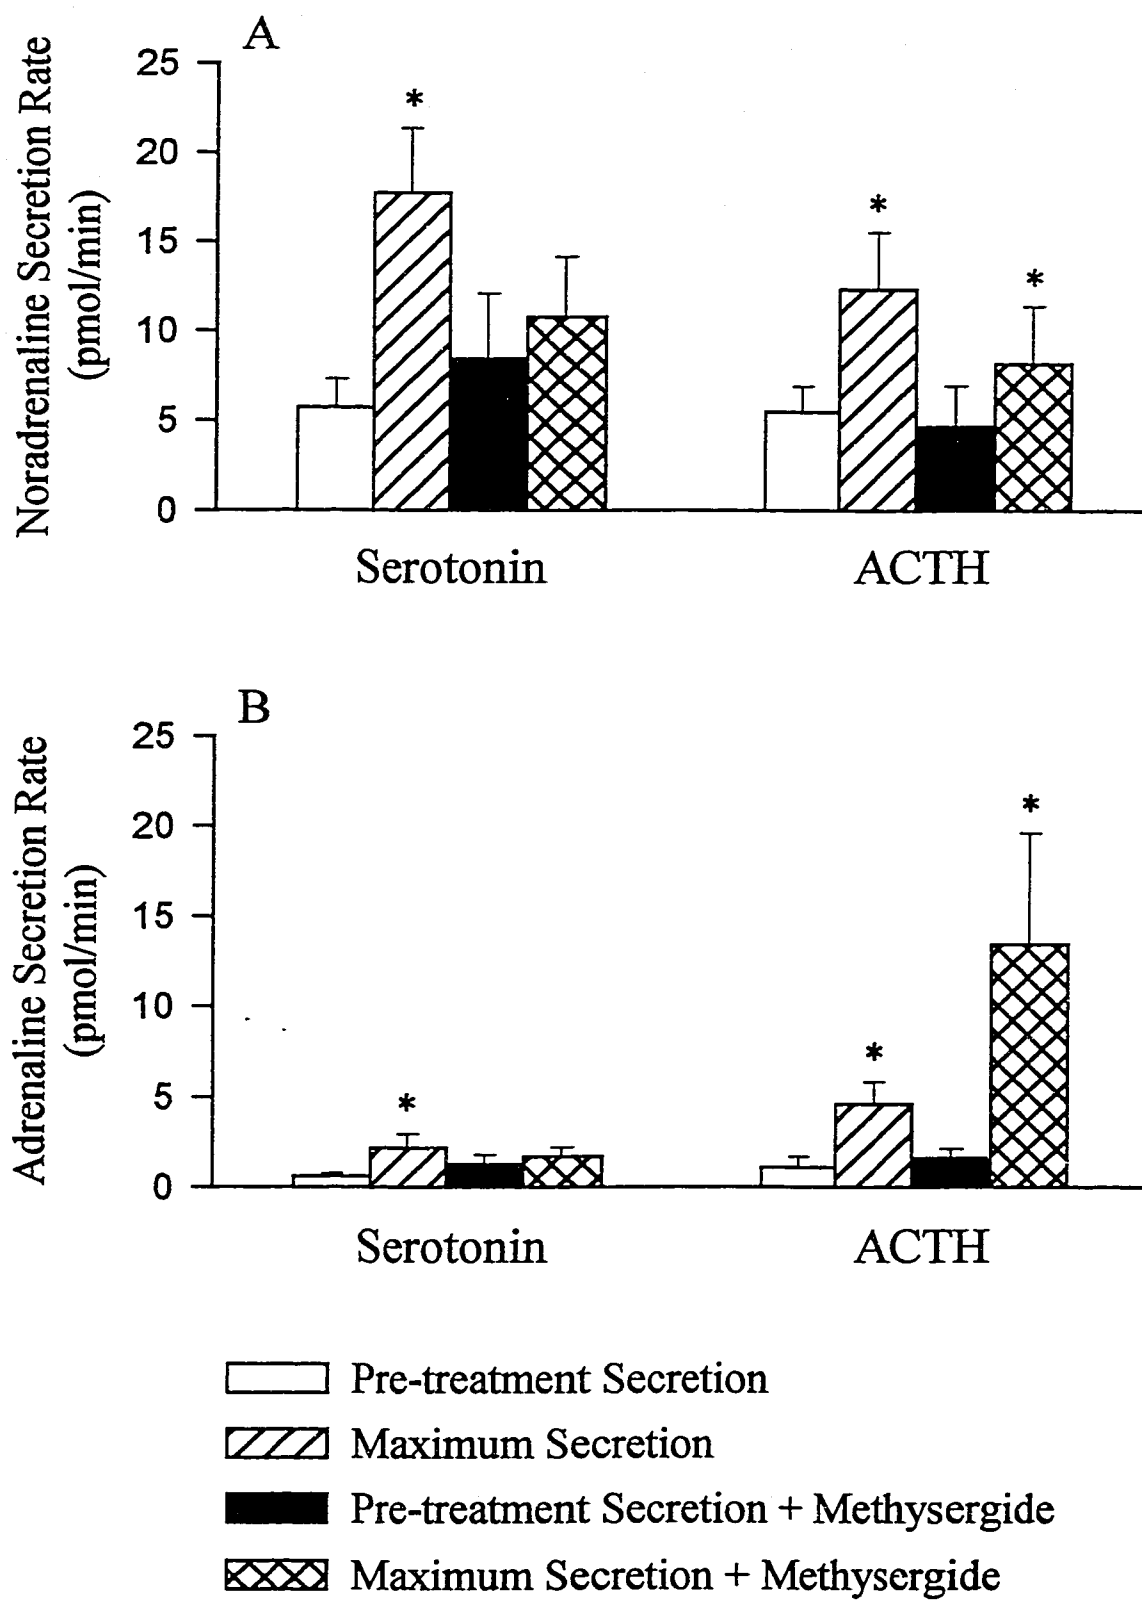 A
Noradrenaline Secretion Rate
(pmol/min)
25
20
15
10
5
0
*
*
*
Serotonin
ACTH
B
Adrenaline Secretion Rate
(pmol/min)
25
20
15
10
5
0
*
*
*
Serotonin
ACTH
Pre-treatment Secretion
Maximum Secretion
Pre-treatment Secretion + Methysergide
Maximum Secretion + Methysergide